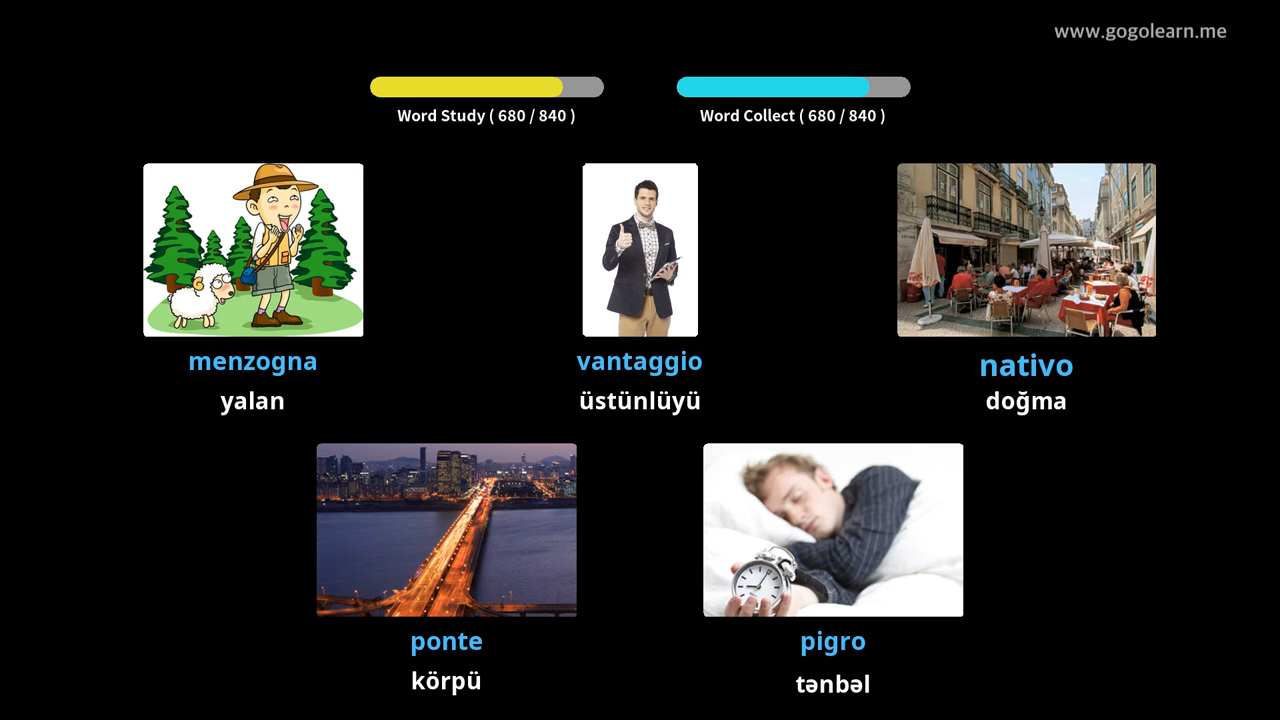 www.gogolearn.me
Word Study ( 680 / 840 )
Word Collect ( 680 / 840 )
menzogna
yalan
vantaggio
üstünlüyü
nativo
doğma
ponte
körpü
pigro
tənbəl